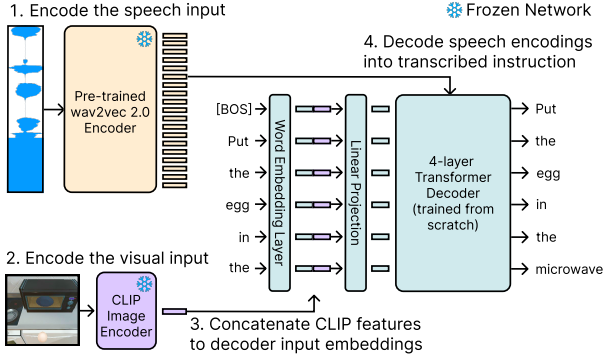 1. Encode the speech input
Frozen Network
Pre-trained
wav2vec 2.0
Encoder
4. Decode speech encodings
into transcribed instruction
[BOS]
Put
the
egg
in
the
Word Embedding Layer
Linear Projection
4-layer
Transformer
Decoder
(trained from
scratch)
Put
the
egg
in
the
microwave
2. Encode the visual input
CLIP
Image
Encoder
3. Concatenate CLIP features
to decoder input embeddings